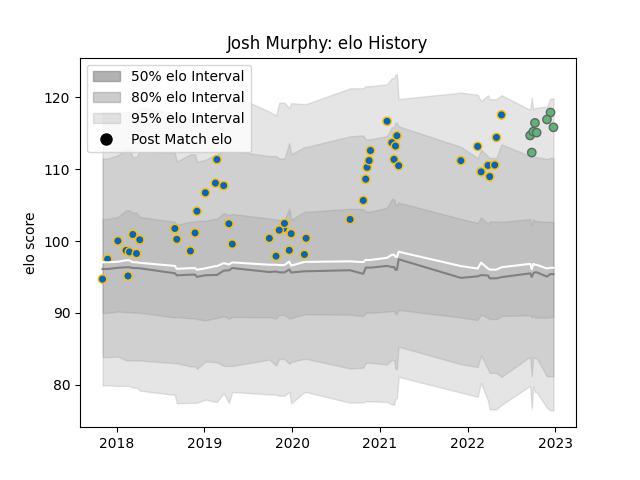 Josh Murphy: elo History
50% elo Interval
80% elo Interval
95% elo Interval
Post Match elo
elo score
120
110
100
90
80
2018 2019 2020 2021 2022 2023